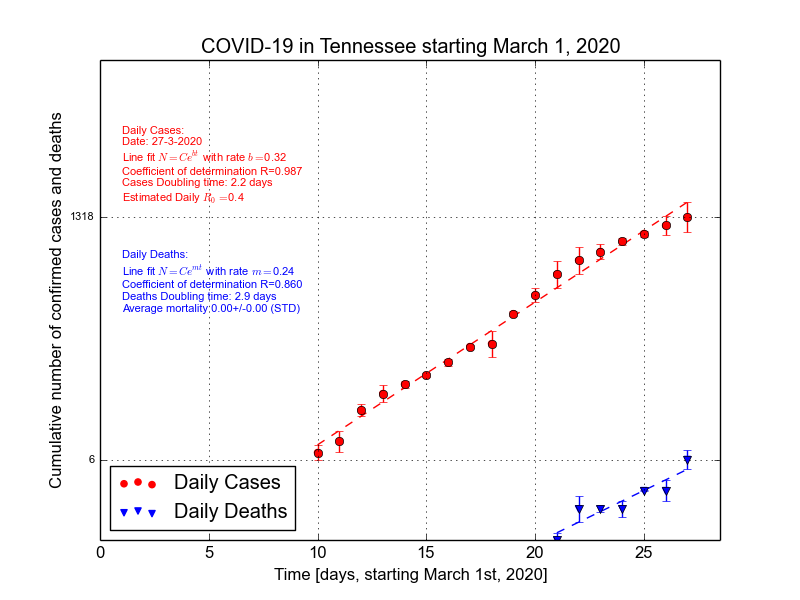 COVID-19 in Tennessee starting March 1, 2020
Cumulative number of confirmed cases and deaths
Daily Cases:
Date: 27-3-2020
Line fit N = Ce^{bt} with rate b =0.32
Coefficient of determination R=0.987
Cases Doubling time: 2.2 days
Estimated Daily R_0 =0.4
1318
Daily Deaths:
Line fit N = Ce^{mt} with rate m =0.24
Coefficient of determination R=0.860
Deaths Doubling time: 2.9 days
Average mortality:0.00+/-0.00 (STD)
6
Daily Cases
Daily Deaths
0 5 10 15 20 25
Time [days, starting March 1st, 2020]